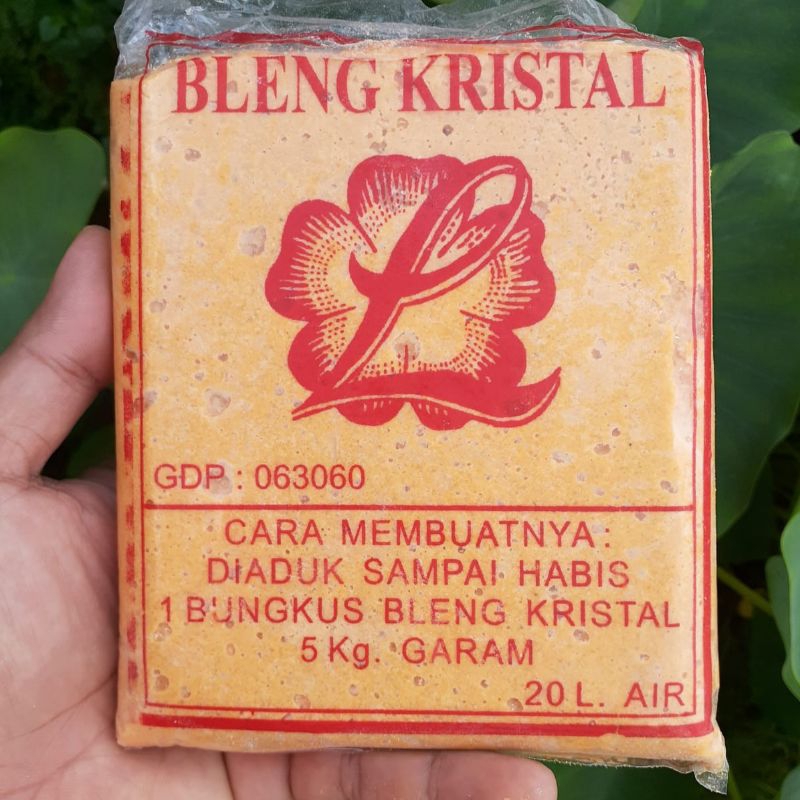 BLENG KRISTAL
GDP : 063060
CARA MEMBUATNYA :
DIADUK SAMPAI HABIS
1 BUNGKUS BLENG KRISTAL
5 Kg. GARAM
20 L. AIR